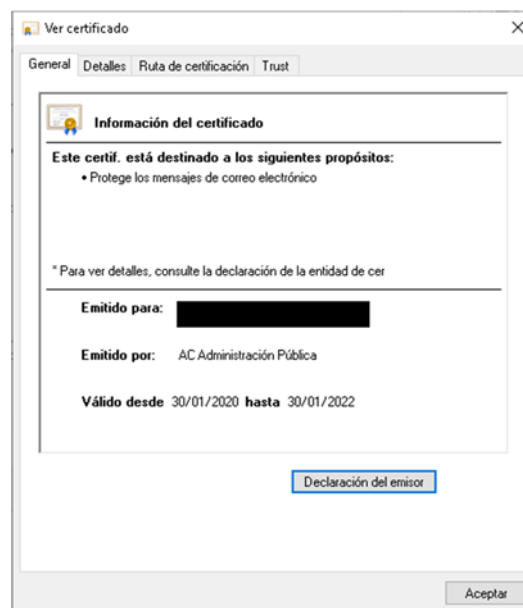 Ver certificado
General Detalles Ruta de certificación Trust
Información del certificado
Este certif. está destinado a los siguientes propósitos:
• Protege los mensajes de correo electrónico
* Para ver detalles, consulte la declaración de la entidad de cer
Emitido para:
Emitido por: AC Administración Pública
Válido desde 30/01/2020 hasta 30/01/2022
Declaración del emisor
Aceptar